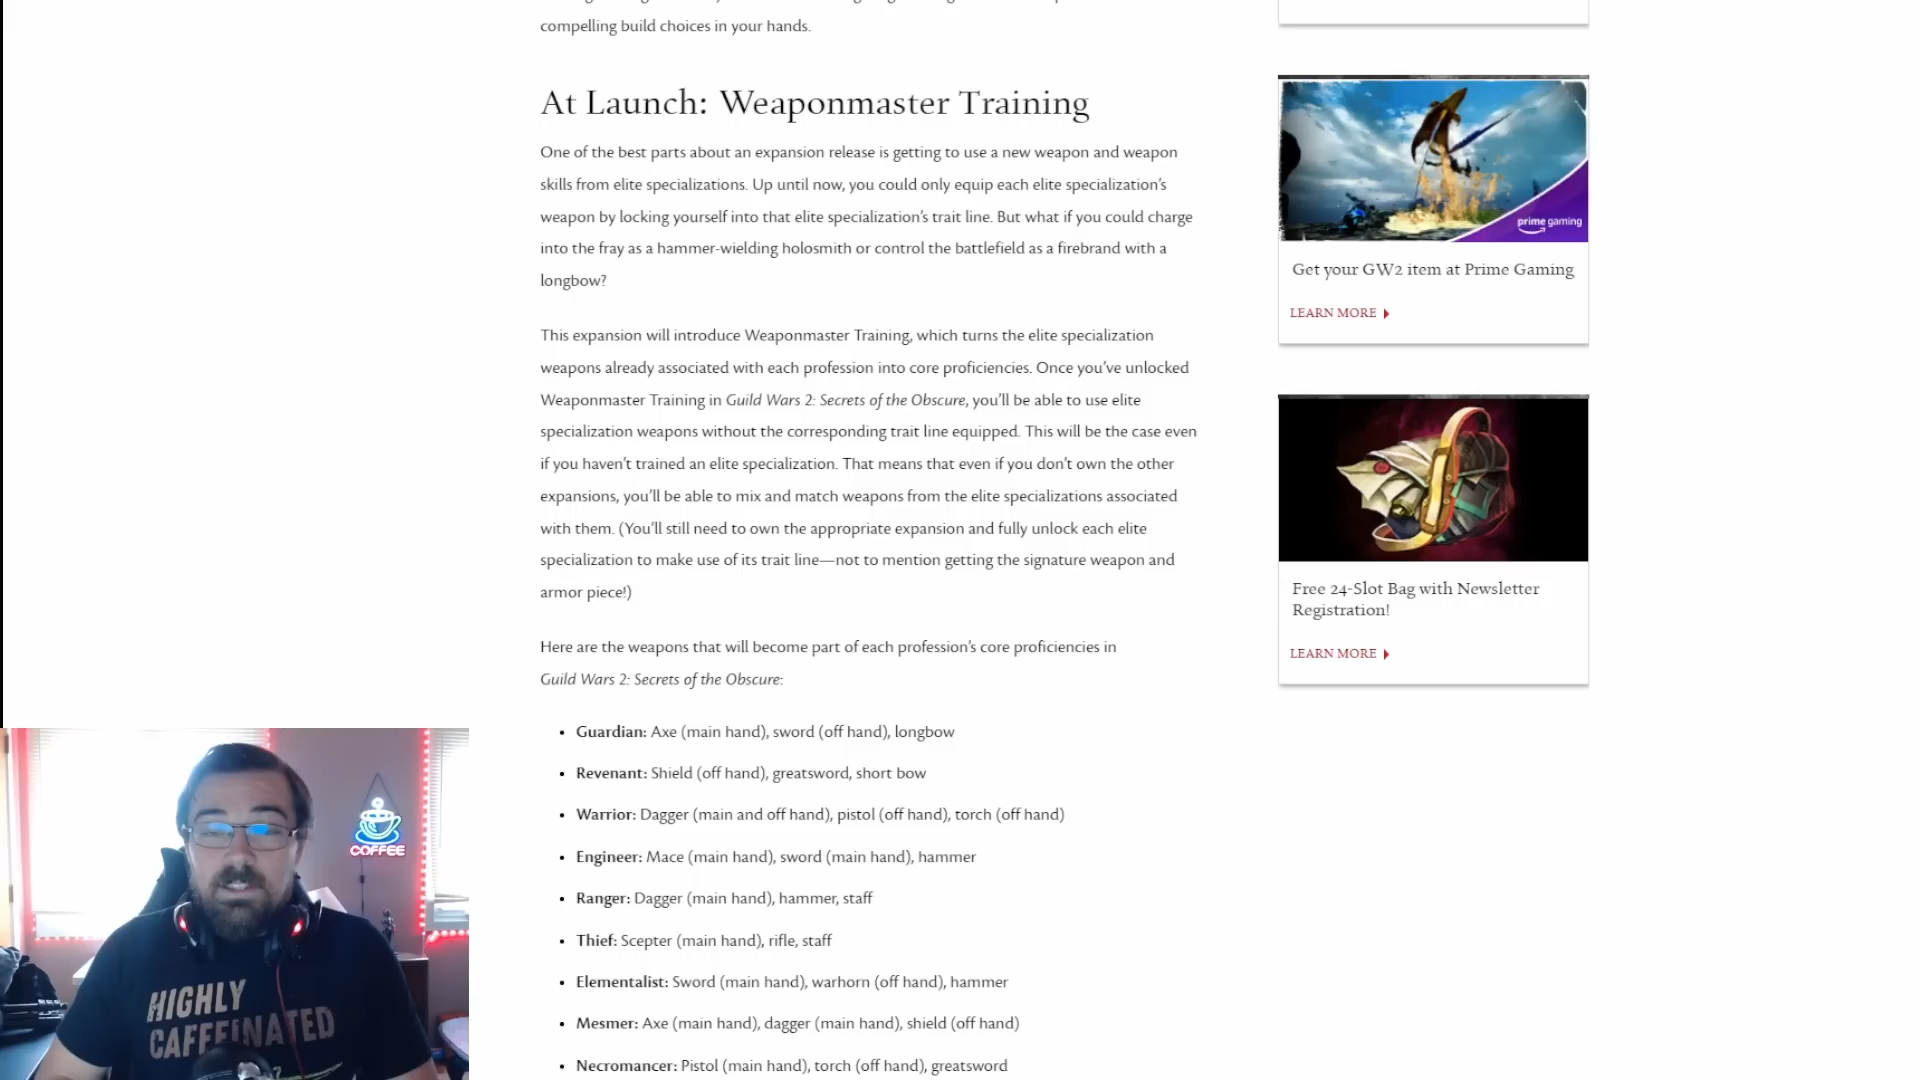 compelling build choices in your hands.
At Launch: Weaponmaster Training
One of the best parts about an expansion release is getting to use a new weapon and weapon
skills from elite specializations. Up until now, you could only equip each elite specialization's
weapon by locking yourself into that elite specialization's trait line. But what if you could charge
into the fray as a hammer-wielding holosmith or control the battlefield as a firebrand with a
longbow?
This expansion will introduce Weaponmaster Training, which turns the elite specialization
weapons already associated with each profession into core proficiencies. Once you've unlocked
Weaponmaster Training in Guild Wars 2: Secrets of the Obscure, you'll be able to use elite
specialization weapons without the corresponding trait line equipped. This will be the case even
if you haven't trained an elite specialization. That means that even if you don't own the other
expansions, you'll be able to mix and match weapons from the elite specializations associated
with them. (You'll still need to own the appropriate expansion and fully unlock each elite
specialization to make use of its trait line—not to mention getting the signature weapon and
armor piece!)
Here are the weapons that will become part of each profession's core proficiencies in
Guild Wars 2: Secrets of the Obscure:
• Guardian: Axe (main hand), sword (off hand), longbow
• Revenant: Shield (off hand), greatsword, short bow
• Warrior: Dagger (main and off hand), pistol (off hand), torch (off hand)
• Engineer: Mace (main hand), sword (main hand), hammer
• Ranger: Dagger (main hand), hammer, staff
• Thief: Scepter (main hand), rifle, staff
• Elementalist: Sword (main hand), warhorn (off hand), hammer
• Mesmer: Axe (main hand), dagger (main hand), shield (off hand)
• Necromancer: Pistol (main hand), torch (off hand), greatsword
prime gaming
Get your GW2 item at Prime Gaming
LEARN MORE
Free 24-Slot Bag with Newsletter
Registration!
LEARN MORE
COFFEE
HIGHLY
CAFFEINATED